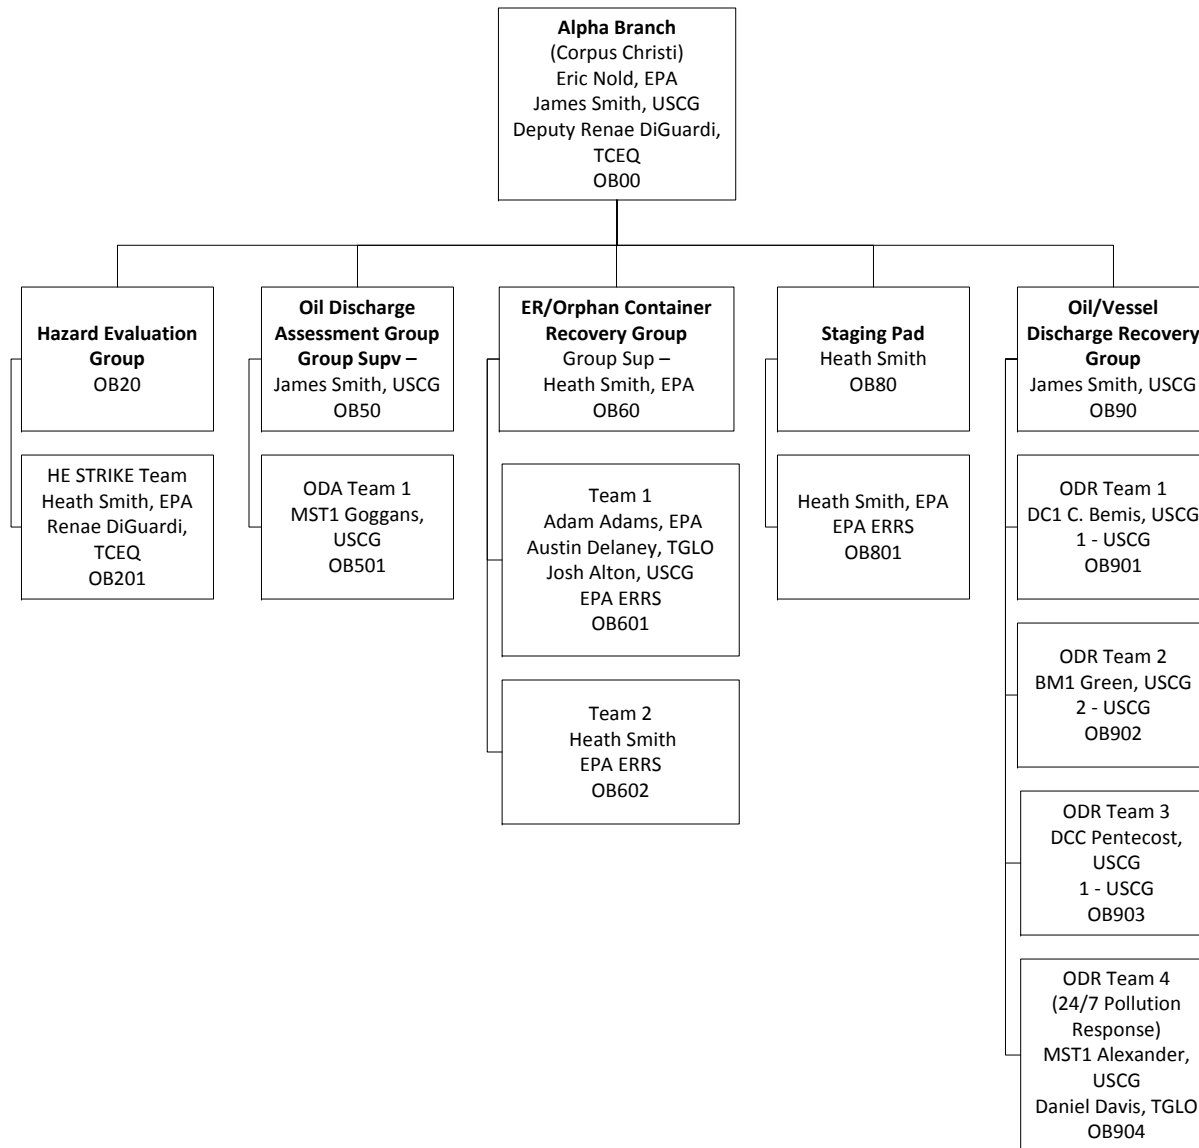 Alpha Branch
(Corpus Christi)
Eric Nold, EPA
James Smith, USCG
Deputy Renae DiGuardi,
TCEQ
OB00
Hazard Evaluation
Group
OB20
HE STRIKE Team
Heath Smith, EPA
Renae DiGuardi,
TCEQ
OB201
Oil Discharge
Assessment Group
Group Supv –
James Smith, USCG
OB50
ODA Team 1
MST1 Goggans,
USCG
OB501
ER/Orphan Container
Recovery Group
Group Sup –
Heath Smith, EPA
OB60
Team 1
Adam Adams, EPA
Austin Delaney, TGLO
Josh Alton, USCG
EPA ERRS
OB601
Team 2
Heath Smith
EPA ERRS
OB602
Staging Pad
Heath Smith
OB80
Heath Smith, EPA
EPA ERRS
OB801
Oil/Vessel
Discharge Recovery
Group
James Smith, USCG
OB90
ODR Team 1
DC1 C. Bemis, USCG
1 - USCG
OB901
ODR Team 2
BM1 Green, USCG
2 - USCG
OB902
ODR Team 3
DCC Pentecost,
USCG
1 - USCG
OB903
ODR Team 4
(24/7 Pollution
Response)
MST1 Alexander,
USCG
Daniel Davis, TGLO
OB904